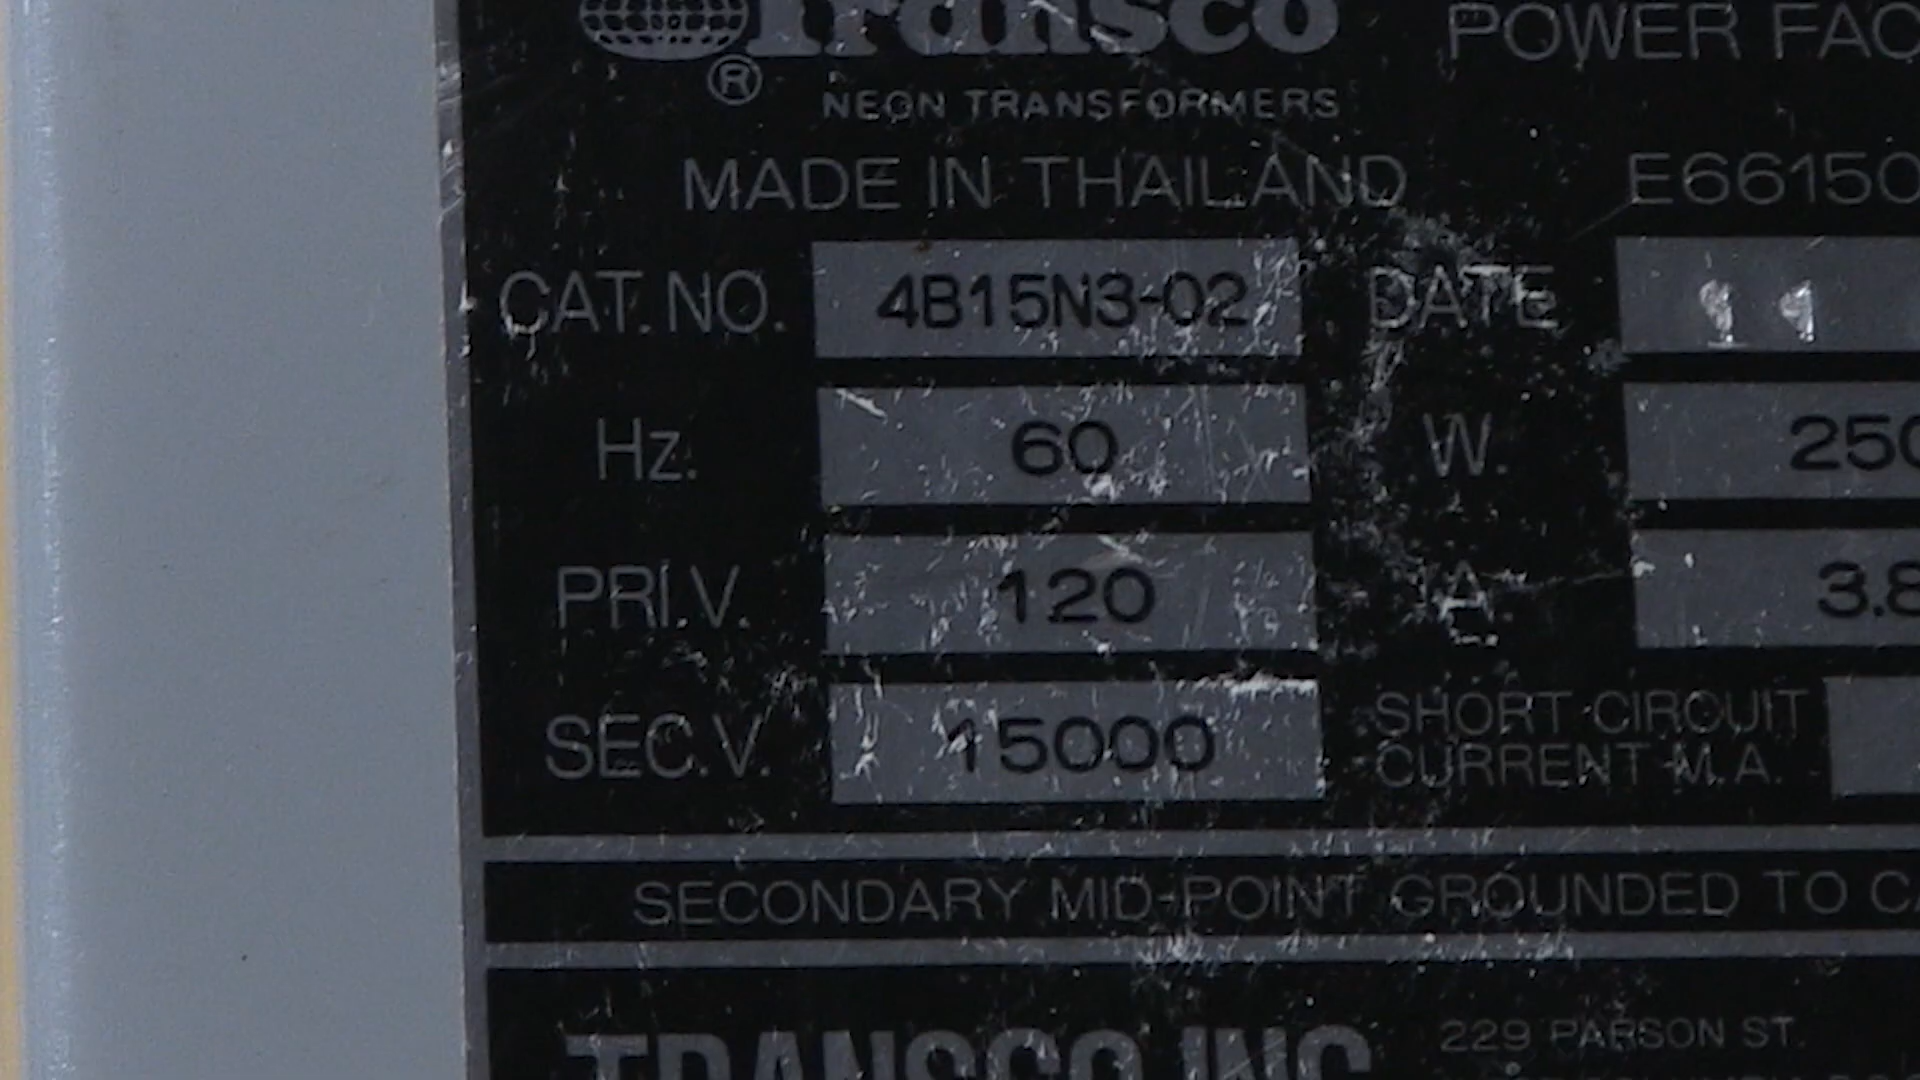 Transco
®
NEON TRANSFORMERS
POWER FAC
MADE IN THAILAND
E66150
CAT. NO. 4B15N3-02 DATE 11
Hz. 60 W. 250
PRI.V. 120 A. 3.8
SEC.V. 15000 SHORT CIRCUIT
CURRENT M.A.
SECONDARY MID-POINT GROUNDED TO CA
TRANSCO INC
229 PARSON ST.